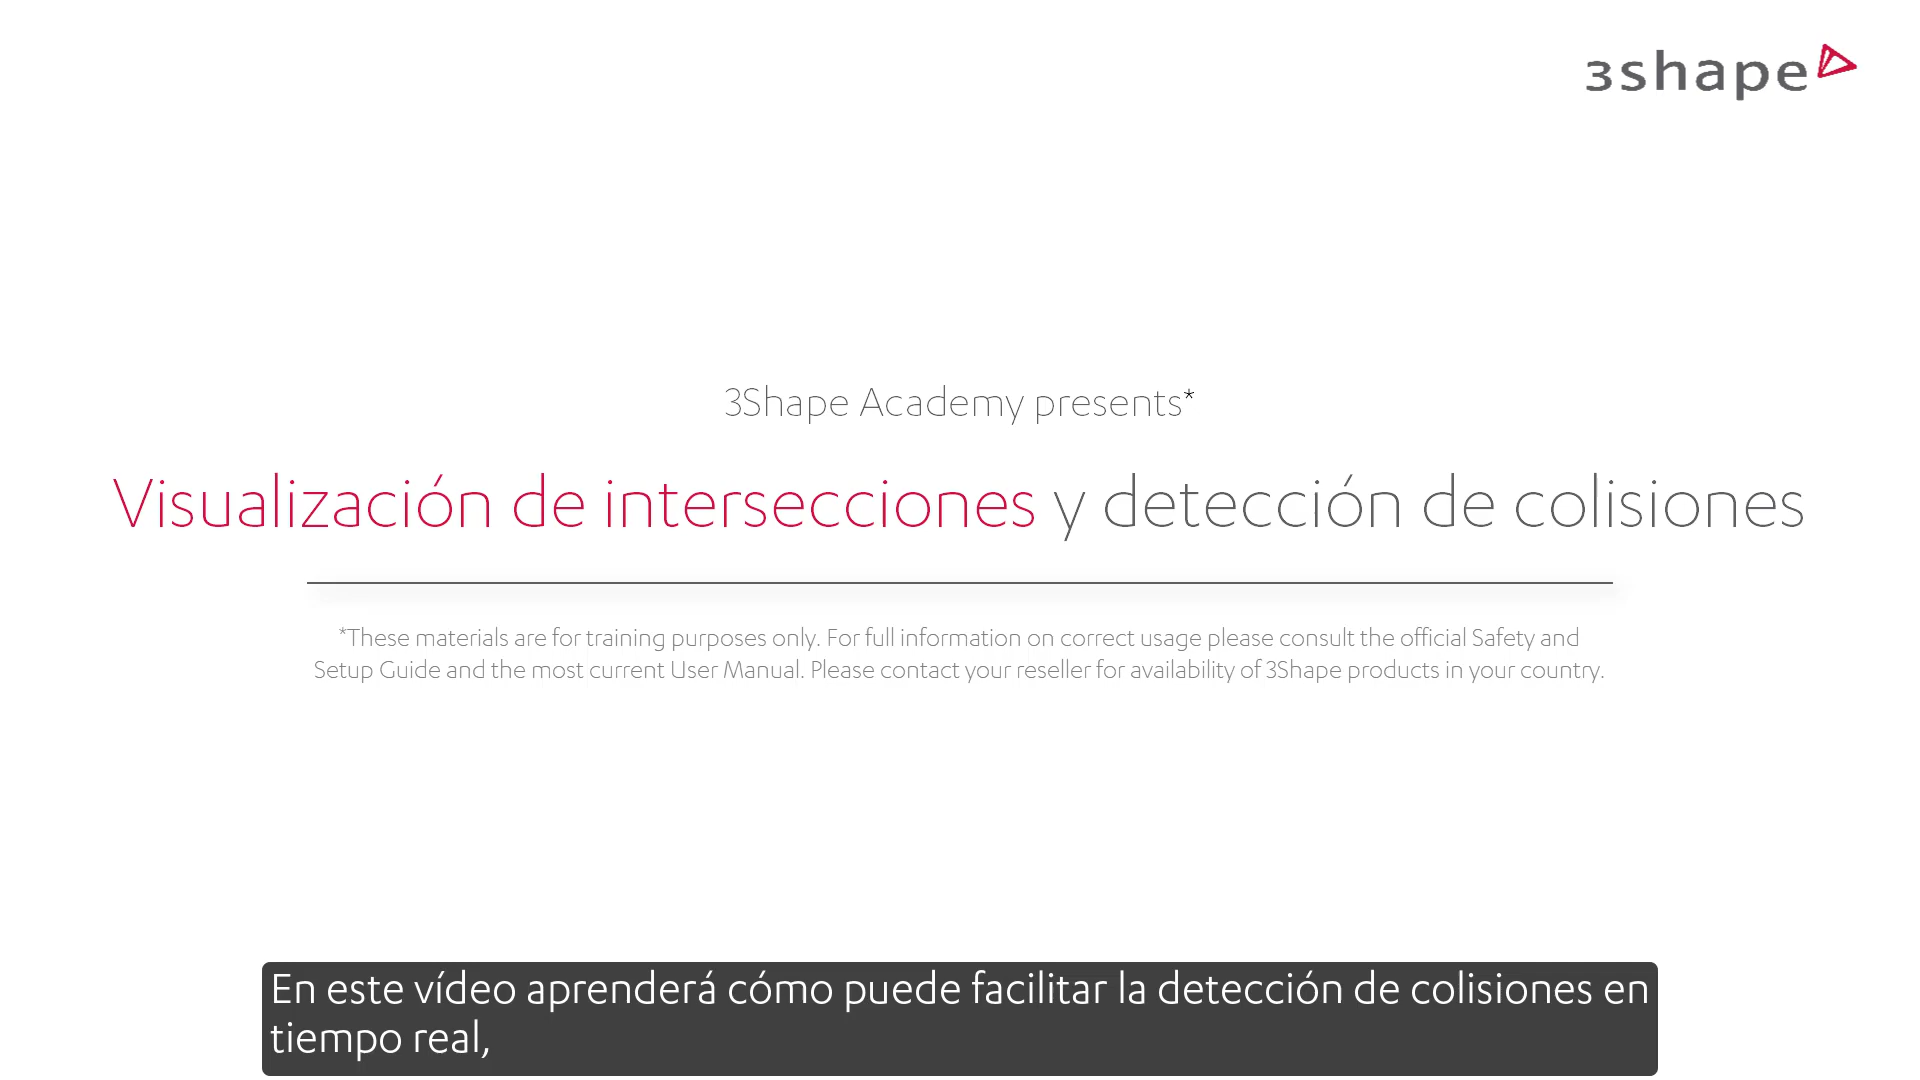 3shape
3Shape Academy presents*
Visualización de intersecciones y detección de colisiones
*These materials are for training purposes only. For full information on correct usage please consult the official Safety and
Setup Guide and the most current User Manual. Please contact your reseller for availability of 3Shape products in your country.
En este vídeo aprenderá cómo puede facilitar la detección de colisiones en
tiempo real,